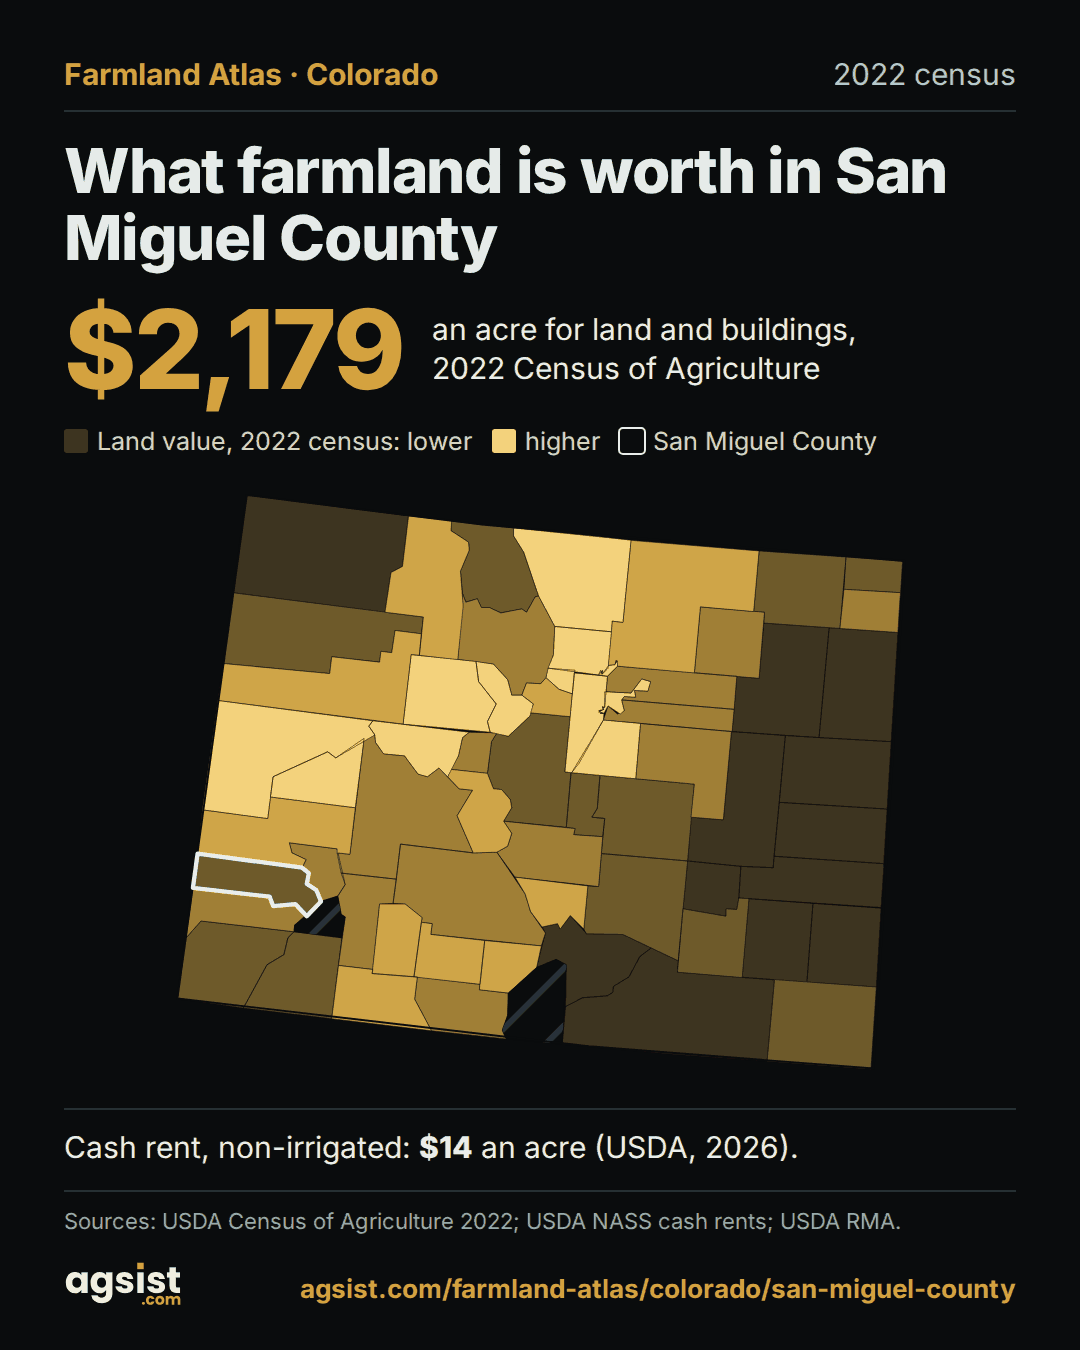 Farmland Atlas · Colorado
2022 census
What farmland is worth in San
Miguel County
$2,179
an acre for land and buildings,
2022 Census of Agriculture
Land value, 2022 census: lower
higher
San Miguel County
Cash rent, non-irrigated: $14 an acre (USDA, 2026).
Sources: USDA Census of Agriculture 2022; USDA NASS cash rents; USDA RMA.
agsist
.com
agsist.com/farmland-atlas/colorado/san-miguel-county